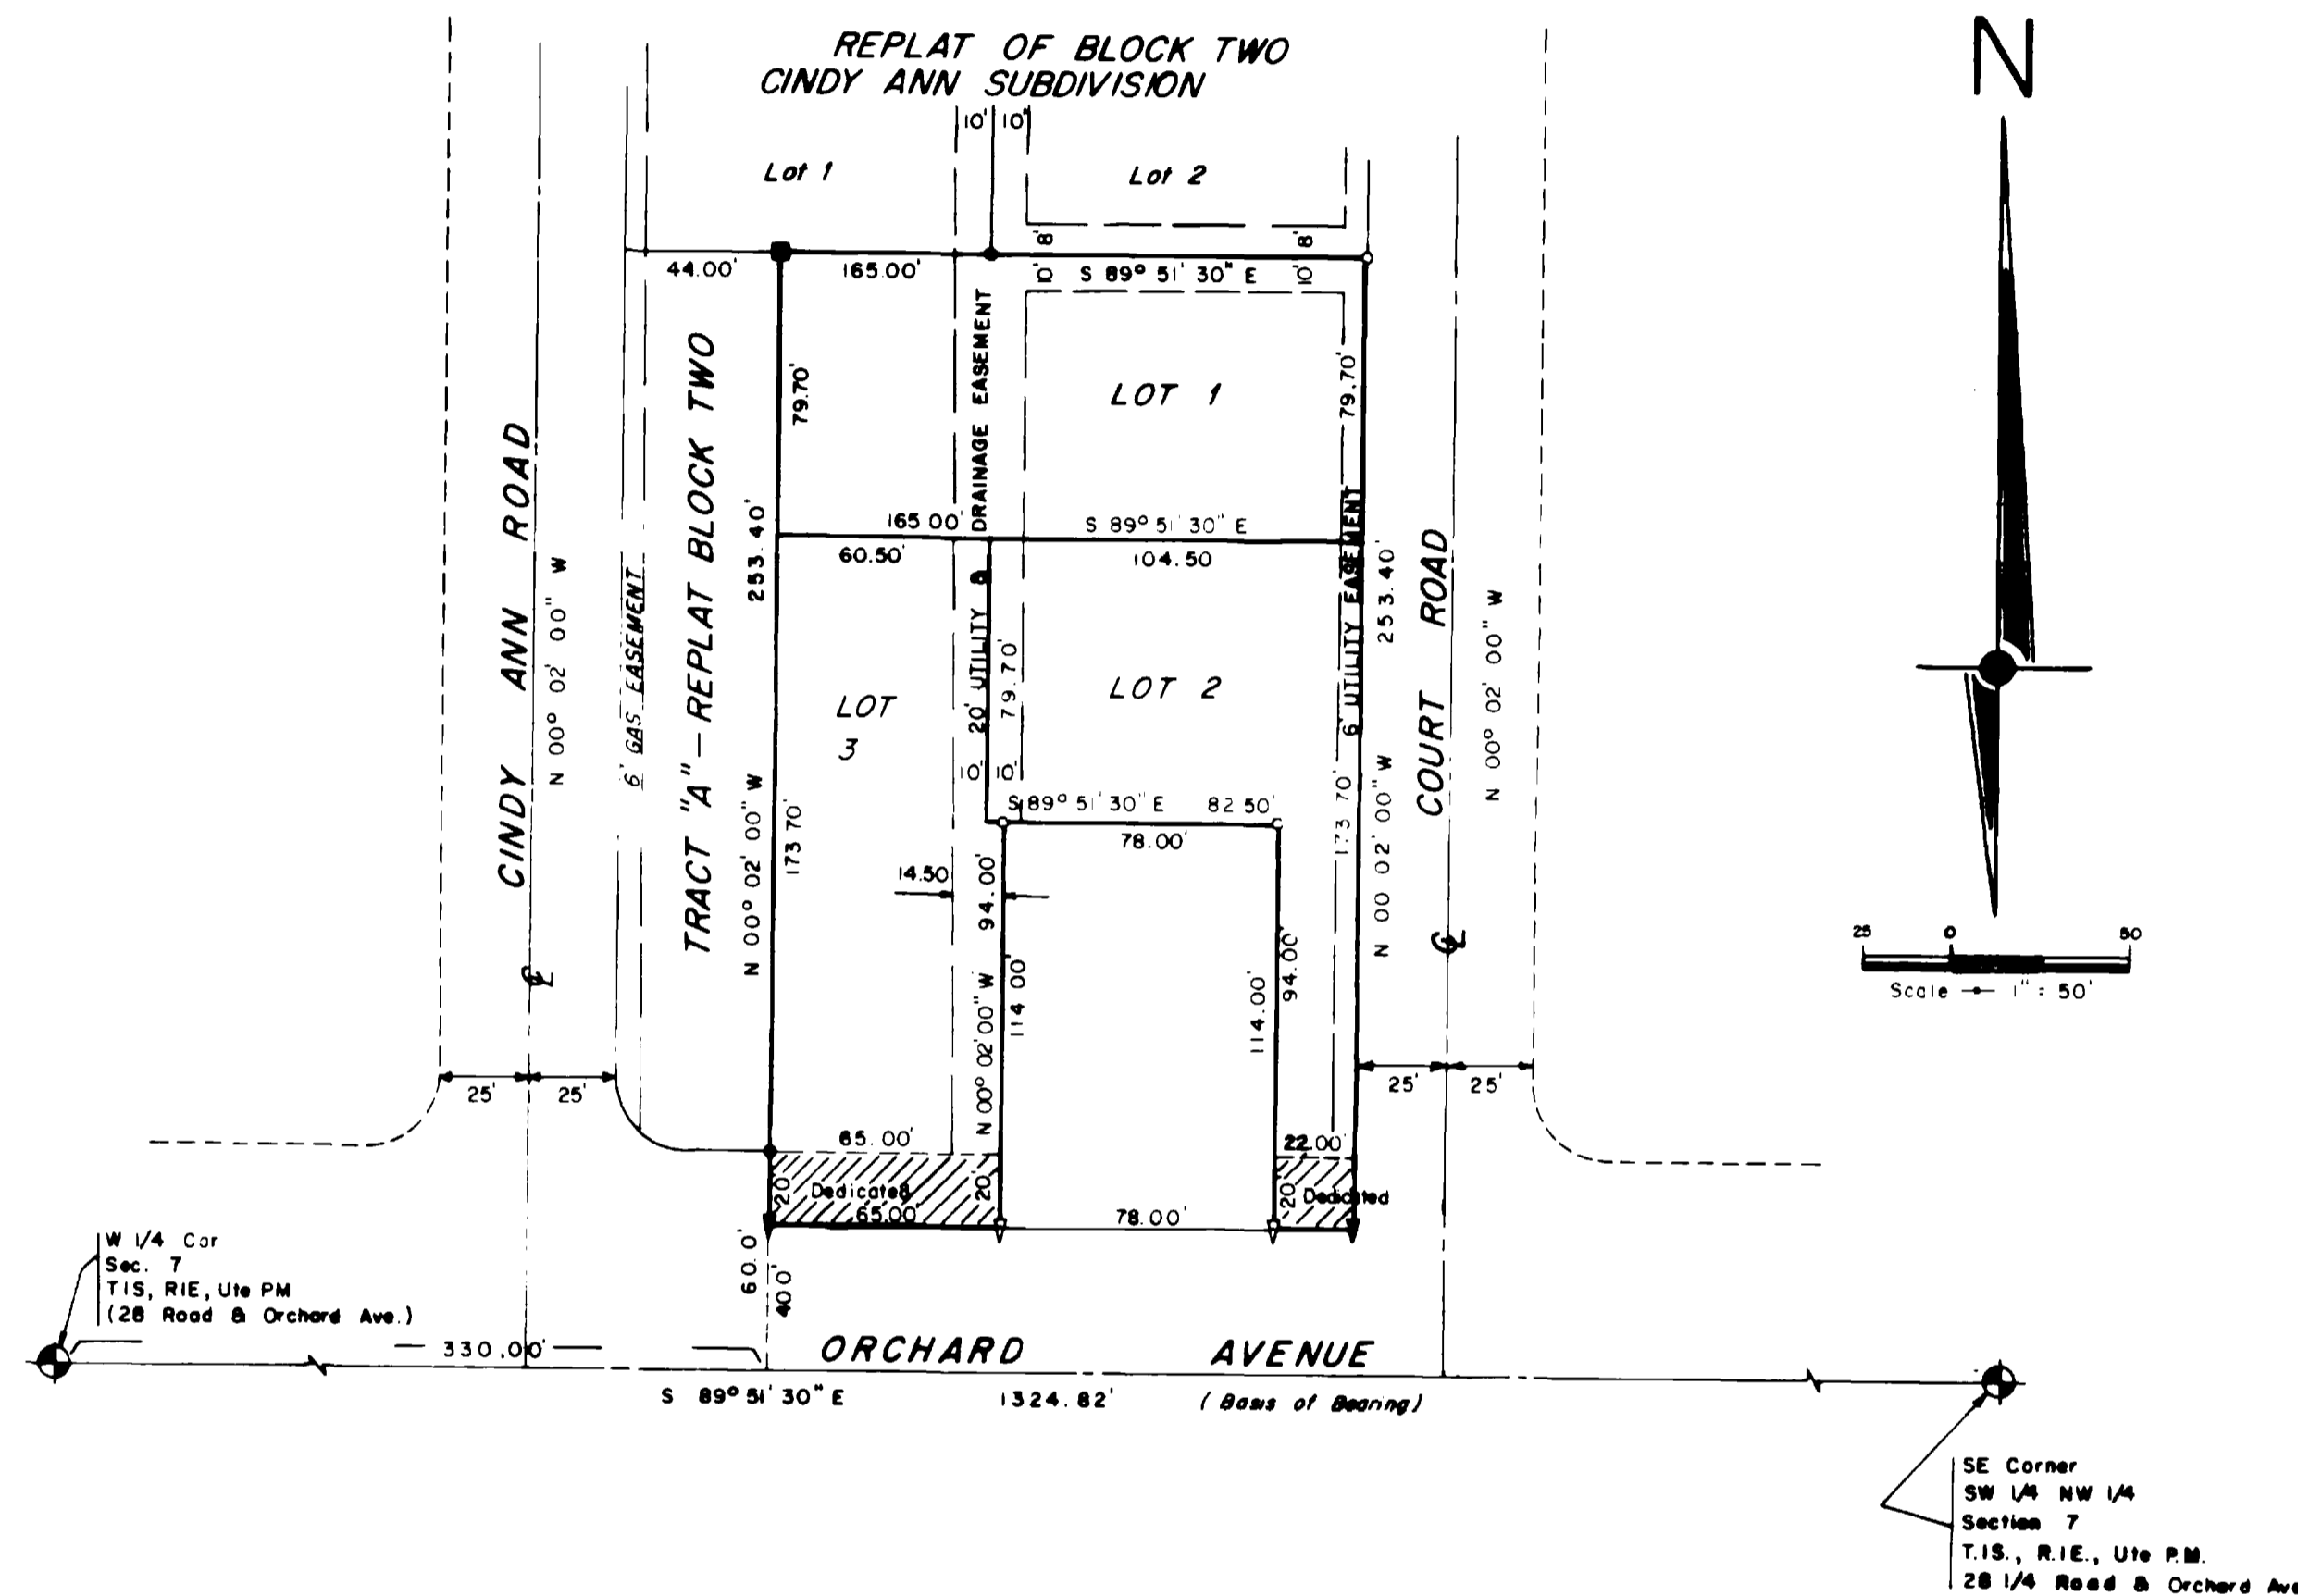 REPLAT OF BLOCK TWO
CINDY ANN SUBDIVISION
N
10' 10'
Lot 1
Lot 2
8'
8'
44.00'
165.00'
10'
S 89° 51' 30" E
10'
79.70'
DRAINAGE EASEMENT
LOT 1
79.70'
TRACT "A"—REPLAT BLOCK TWO
CINDY ANN ROAD
N 00° 02' 00" W
6' GAS EASEMENT
253.40'
165 00'
S 89° 51' 30" E
60.50'
104.50
20' UTILITY &
79.70'
LOT 2
LOT
3
6' UTILITY EASEMENT
253.40'
COURT ROAD
N 00° 02' 00" W
10'
10'
N 00° 02' 00" W
173 70'
S 89° 51' 30" E
82 50'
78.00'
173 70'
N 00 02' 00" W
14.50
94.00'
114 00'
N 00° 02' 00" W
114.00'
94.00'
25 0 50
Scale 1" = 50'
25'
25'
25'
25'
65.00'
22.00'
20'
Dedicated
20'
65.00'
78.00'
20'
Dedicated
60.0'
40.0'
W 1/4 Cor
Sec. 7
T1S, R1E, Ute PM
(28 Road & Orchard Ave.)
330.00'
ORCHARD AVENUE
S 89° 51' 30" E 1324.82' (Basis of Bearing)
SE Corner
SW 1/4 NW 1/4
Section 7
T.1S., R.1E., Ute P.M.
28 1/4 Road & Orchard Ave